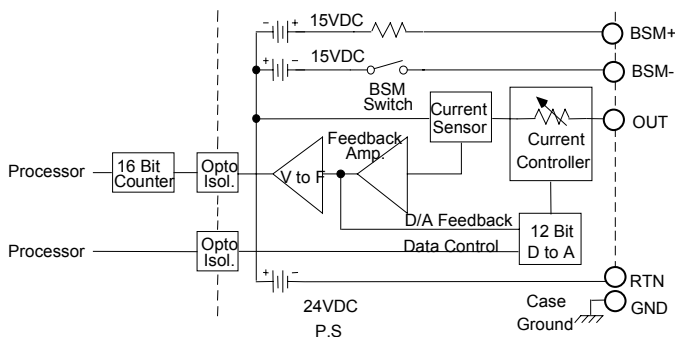 - + 15VDC BSM+
+ - 15VDC BSM-
BSM
Switch
Current
Sensor
OUT
Current
Controller
Feedback
Amp.
Processor
16 Bit
Counter
Opto
Isol.
V to F
D/A Feedback
12 Bit
D to A
Processor
Opto
Isol.
Data Control
+ -
RTN
24VDC
P.S
Case
Ground
GND